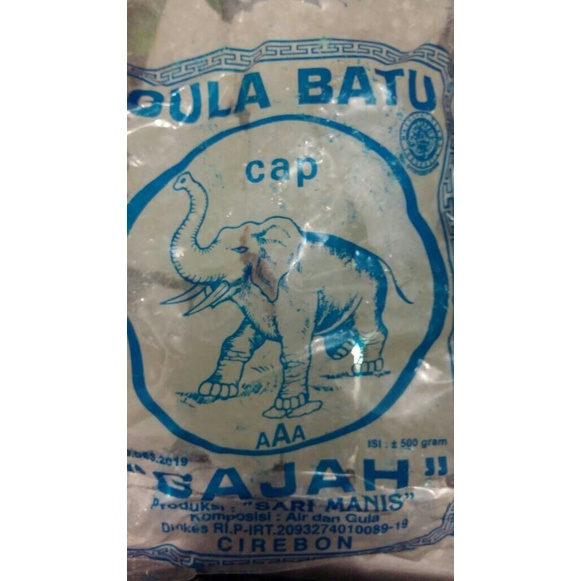 GULA BATU
cap
AAA
ISI : ± 500 gram
"GAJAH"
Produksi : "SARI MANIS"
Komposisi : Air dan Gula
Dinkes RI.P-IRT.2093274010089-19
CIREBON